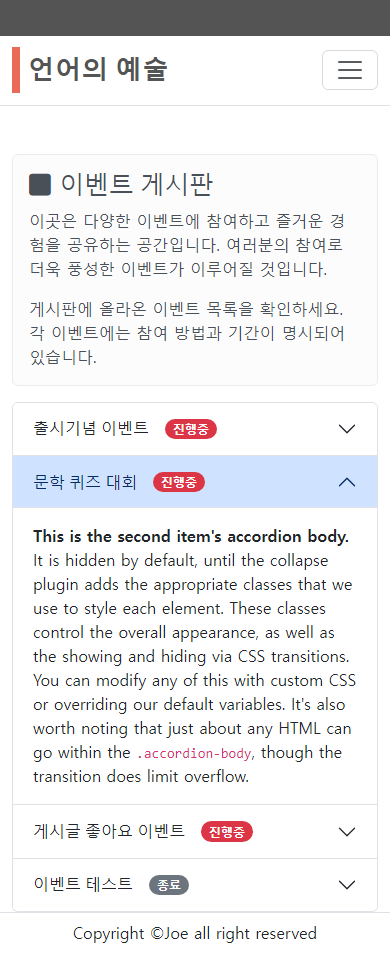 언어의 예술
이벤트 게시판
이곳은 다양한 이벤트에 참여하고 즐거운 경
험을 공유하는 공간입니다. 여러분의 참여로
더욱 풍성한 이벤트가 이루어질 것입니다.
게시판에 올라온 이벤트 목록을 확인하세요.
각 이벤트에는 참여 방법과 기간이 명시되어
있습니다.
출시기념 이벤트 진행중
문학 퀴즈 대회 진행중
This is the second item's accordion body.
It is hidden by default, until the collapse
plugin adds the appropriate classes that we
use to style each element. These classes
control the overall appearance, as well as
the showing and hiding via CSS transitions.
You can modify any of this with custom CSS
or overriding our default variables. It's also
worth noting that just about any HTML can
go within the .accordion-body, though the
transition does limit overflow.
게시글 좋아요 이벤트 진행중
이벤트 테스트 종료
Copyright ©Joe all right reserved